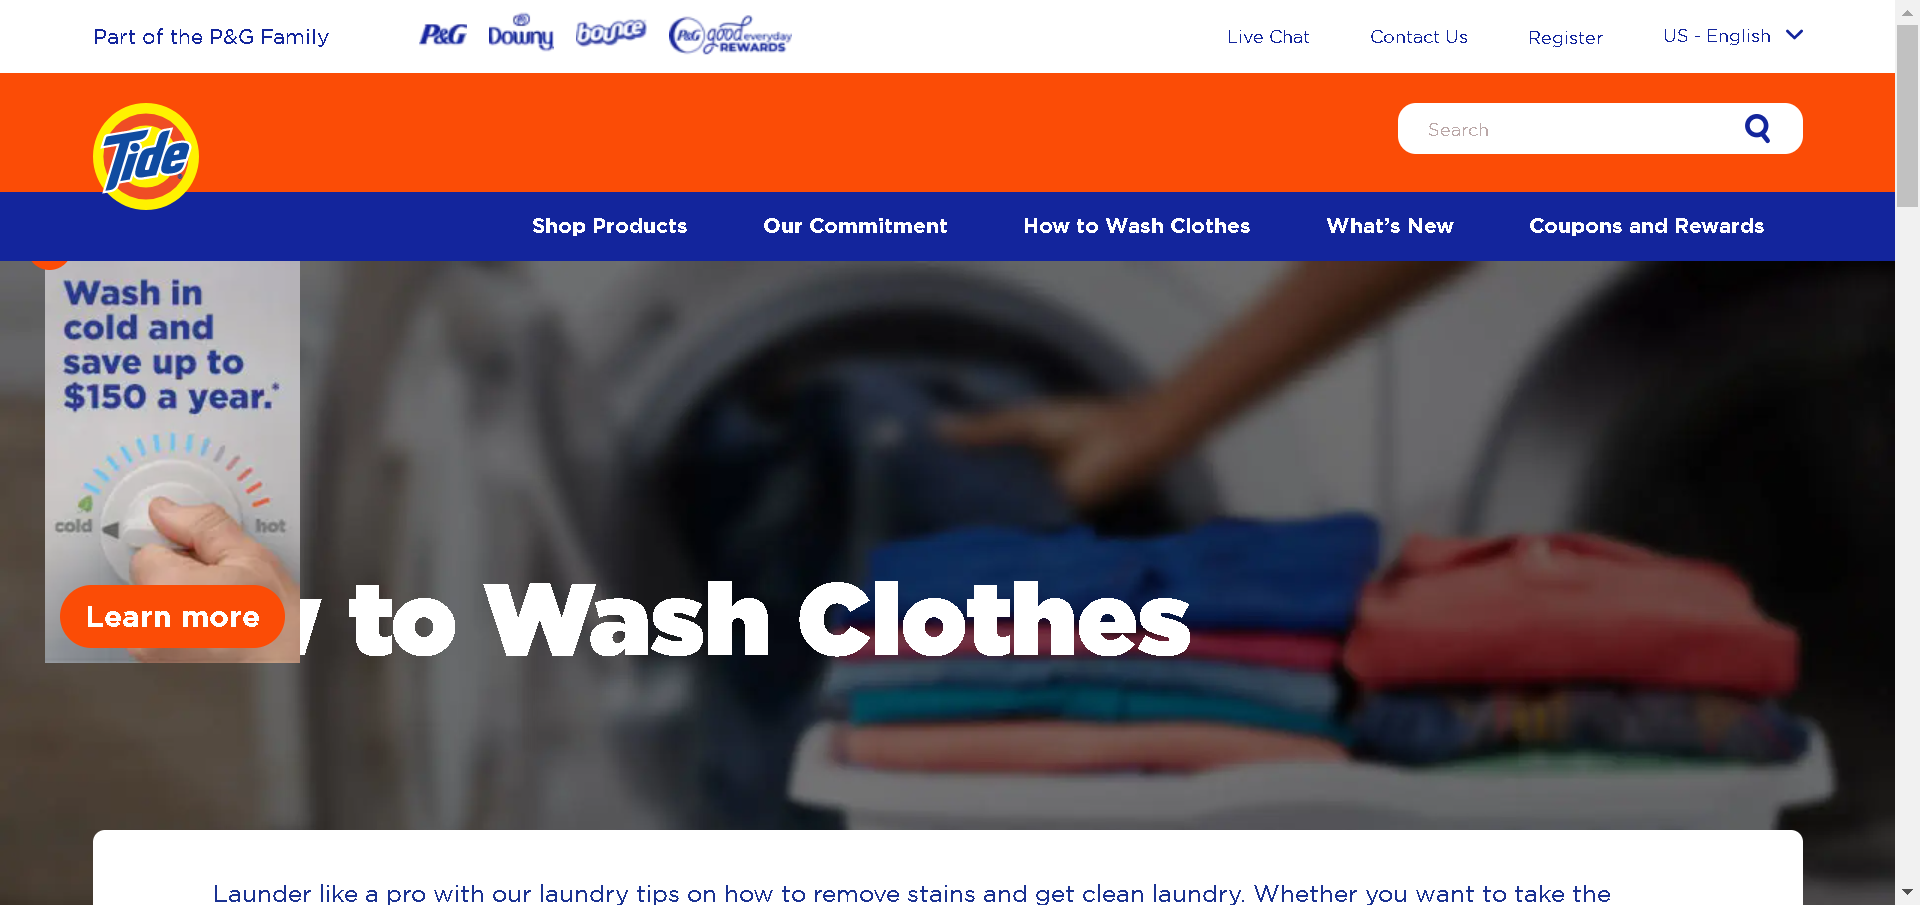 Part of the P&G Family
P&G
Downy
bounce
P&G good everyday
REWARDS
Live Chat
Contact Us
Register
US - English
Tide
Search
Shop Products
Our Commitment
How to Wash Clothes
What's New
Coupons and Rewards
Wash in
cold and
save up to
$150 a year.*
cold
hot
Learn more
to Wash Clothes
Launder like a pro with our laundry tips on how to remove stains and get clean laundry. Whether you want to take the